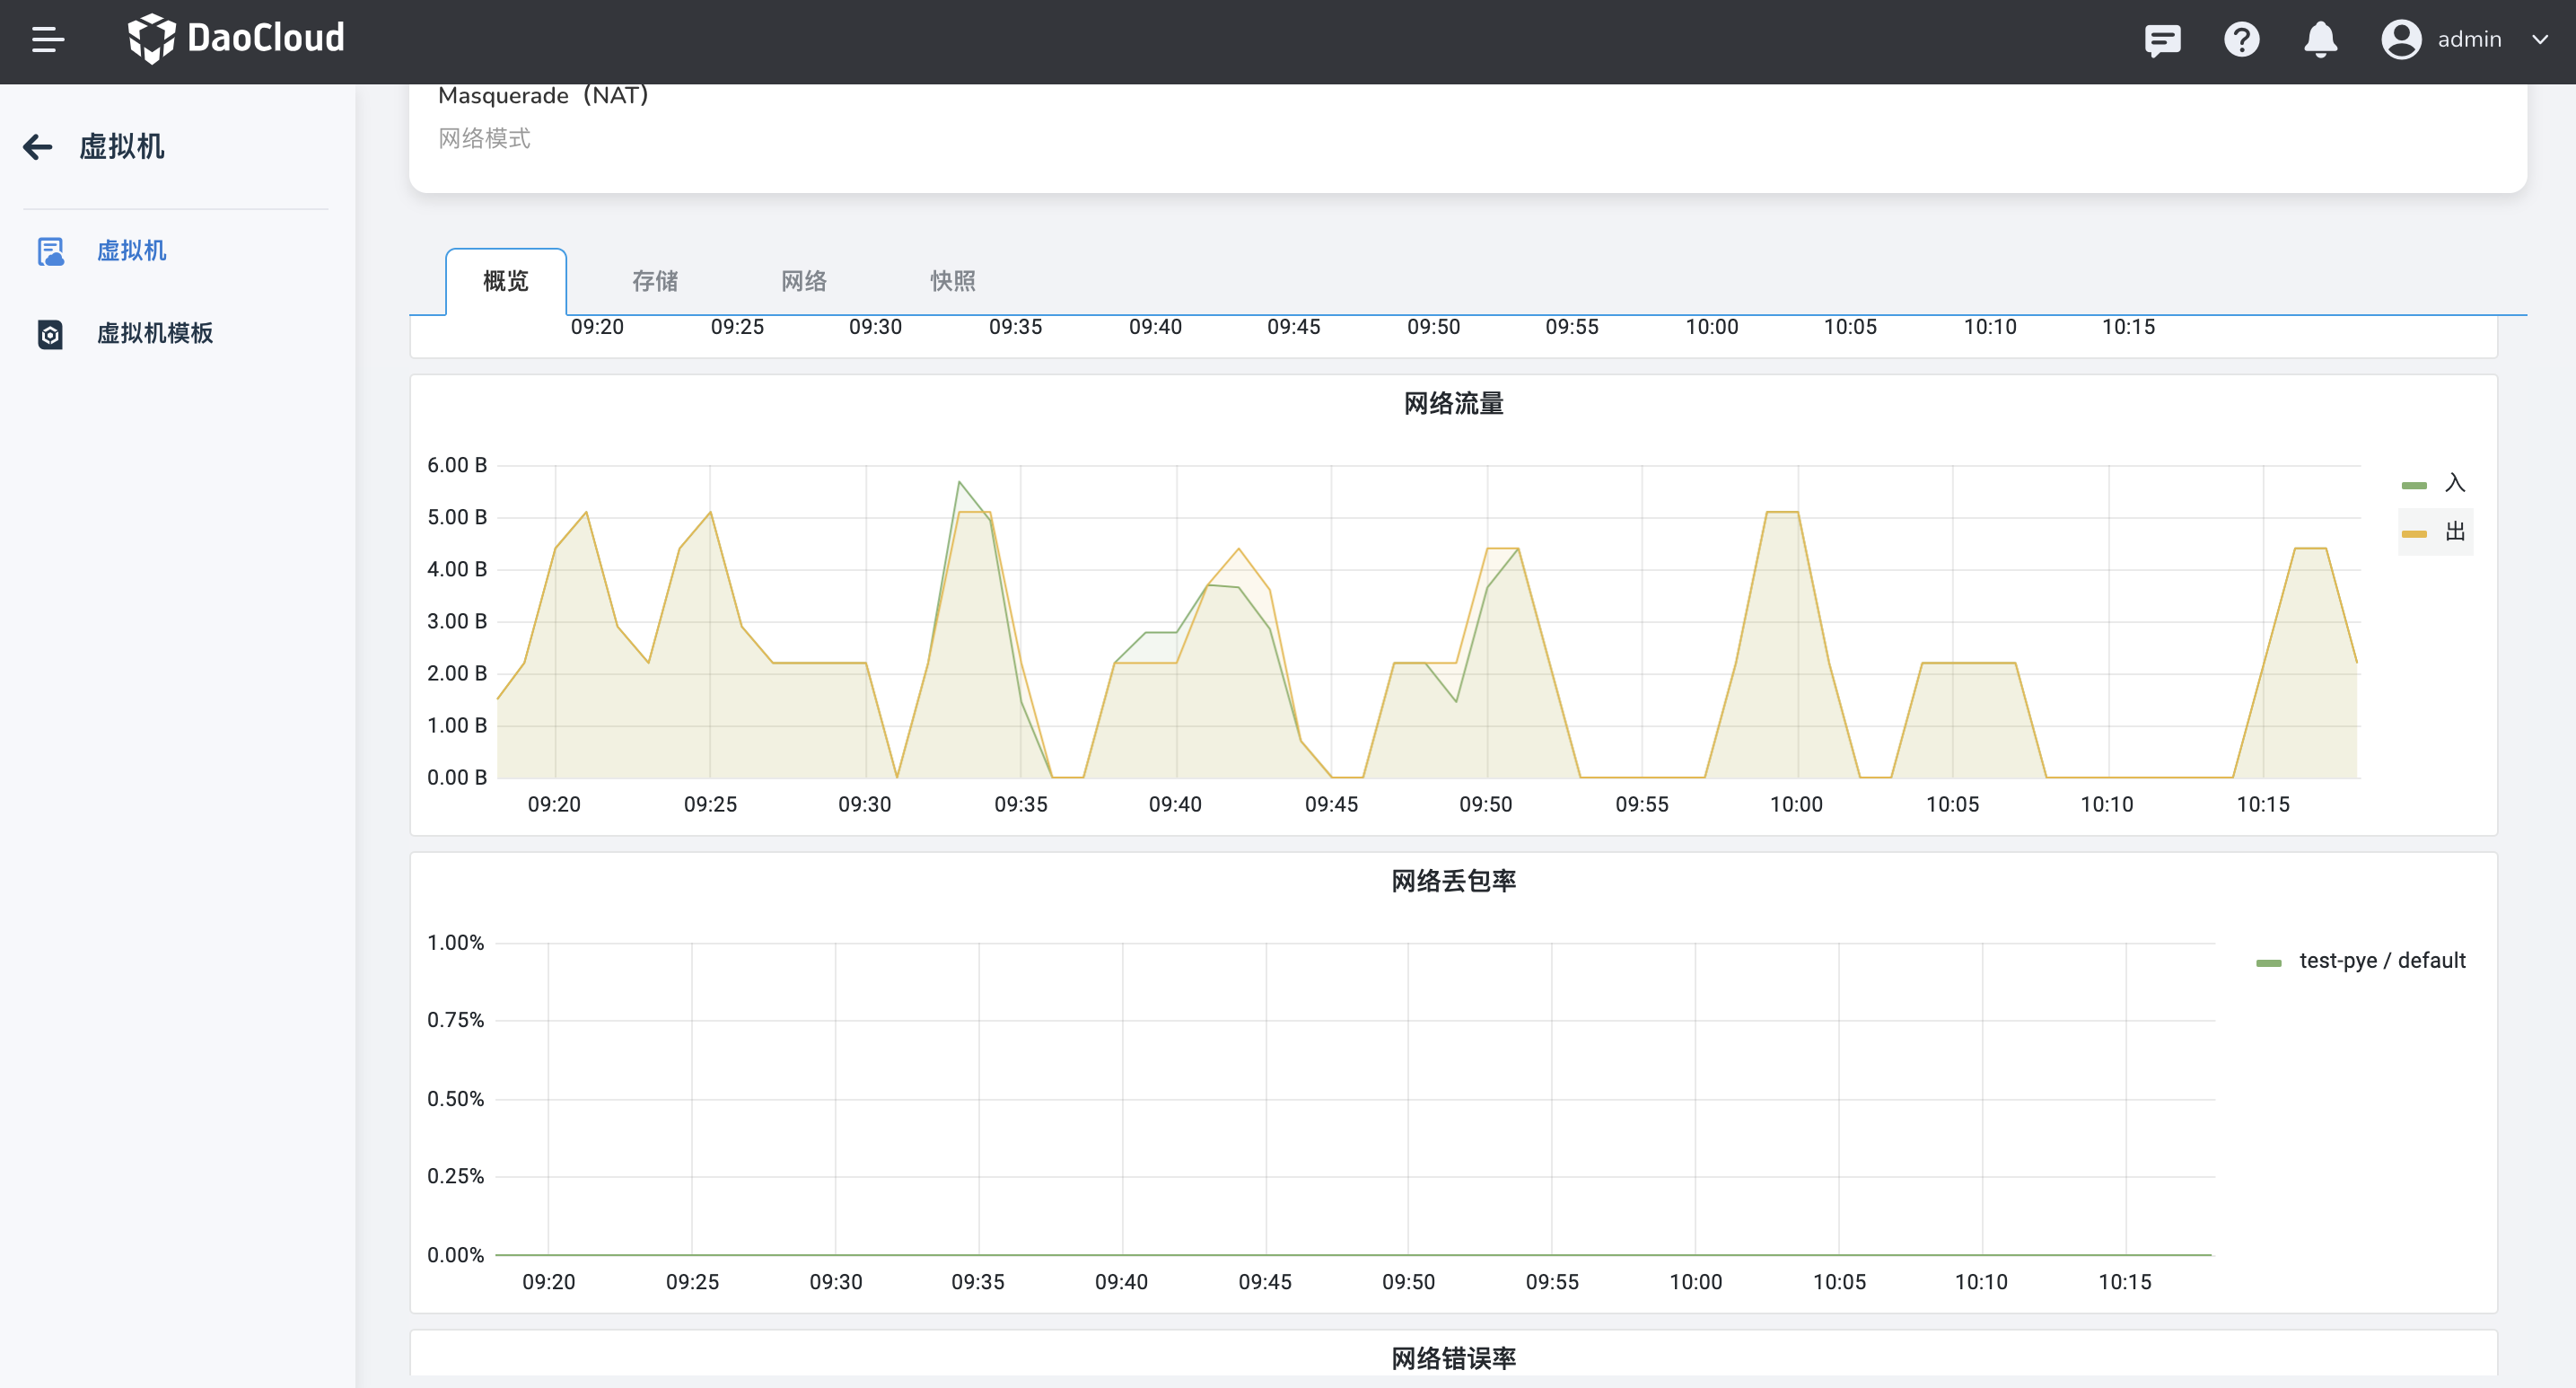 DaoCloud
admin
虚拟机
虚拟机
虚拟机模板
Masquerade（NAT）
网络模式
概览 存储 网络 快照
09:20 09:25 09:30 09:35 09:40 09:45 09:50 09:55 10:00 10:05 10:10 10:15
网络流量
6.00 B
5.00 B
4.00 B
3.00 B
2.00 B
1.00 B
0.00 B
09:20 09:25 09:30 09:35 09:40 09:45 09:50 09:55 10:00 10:05 10:10 10:15
入
出
网络丢包率
1.00%
0.75%
0.50%
0.25%
0.00%
09:20 09:25 09:30 09:35 09:40 09:45 09:50 09:55 10:00 10:05 10:10 10:15
test-pye / default
网络错误率